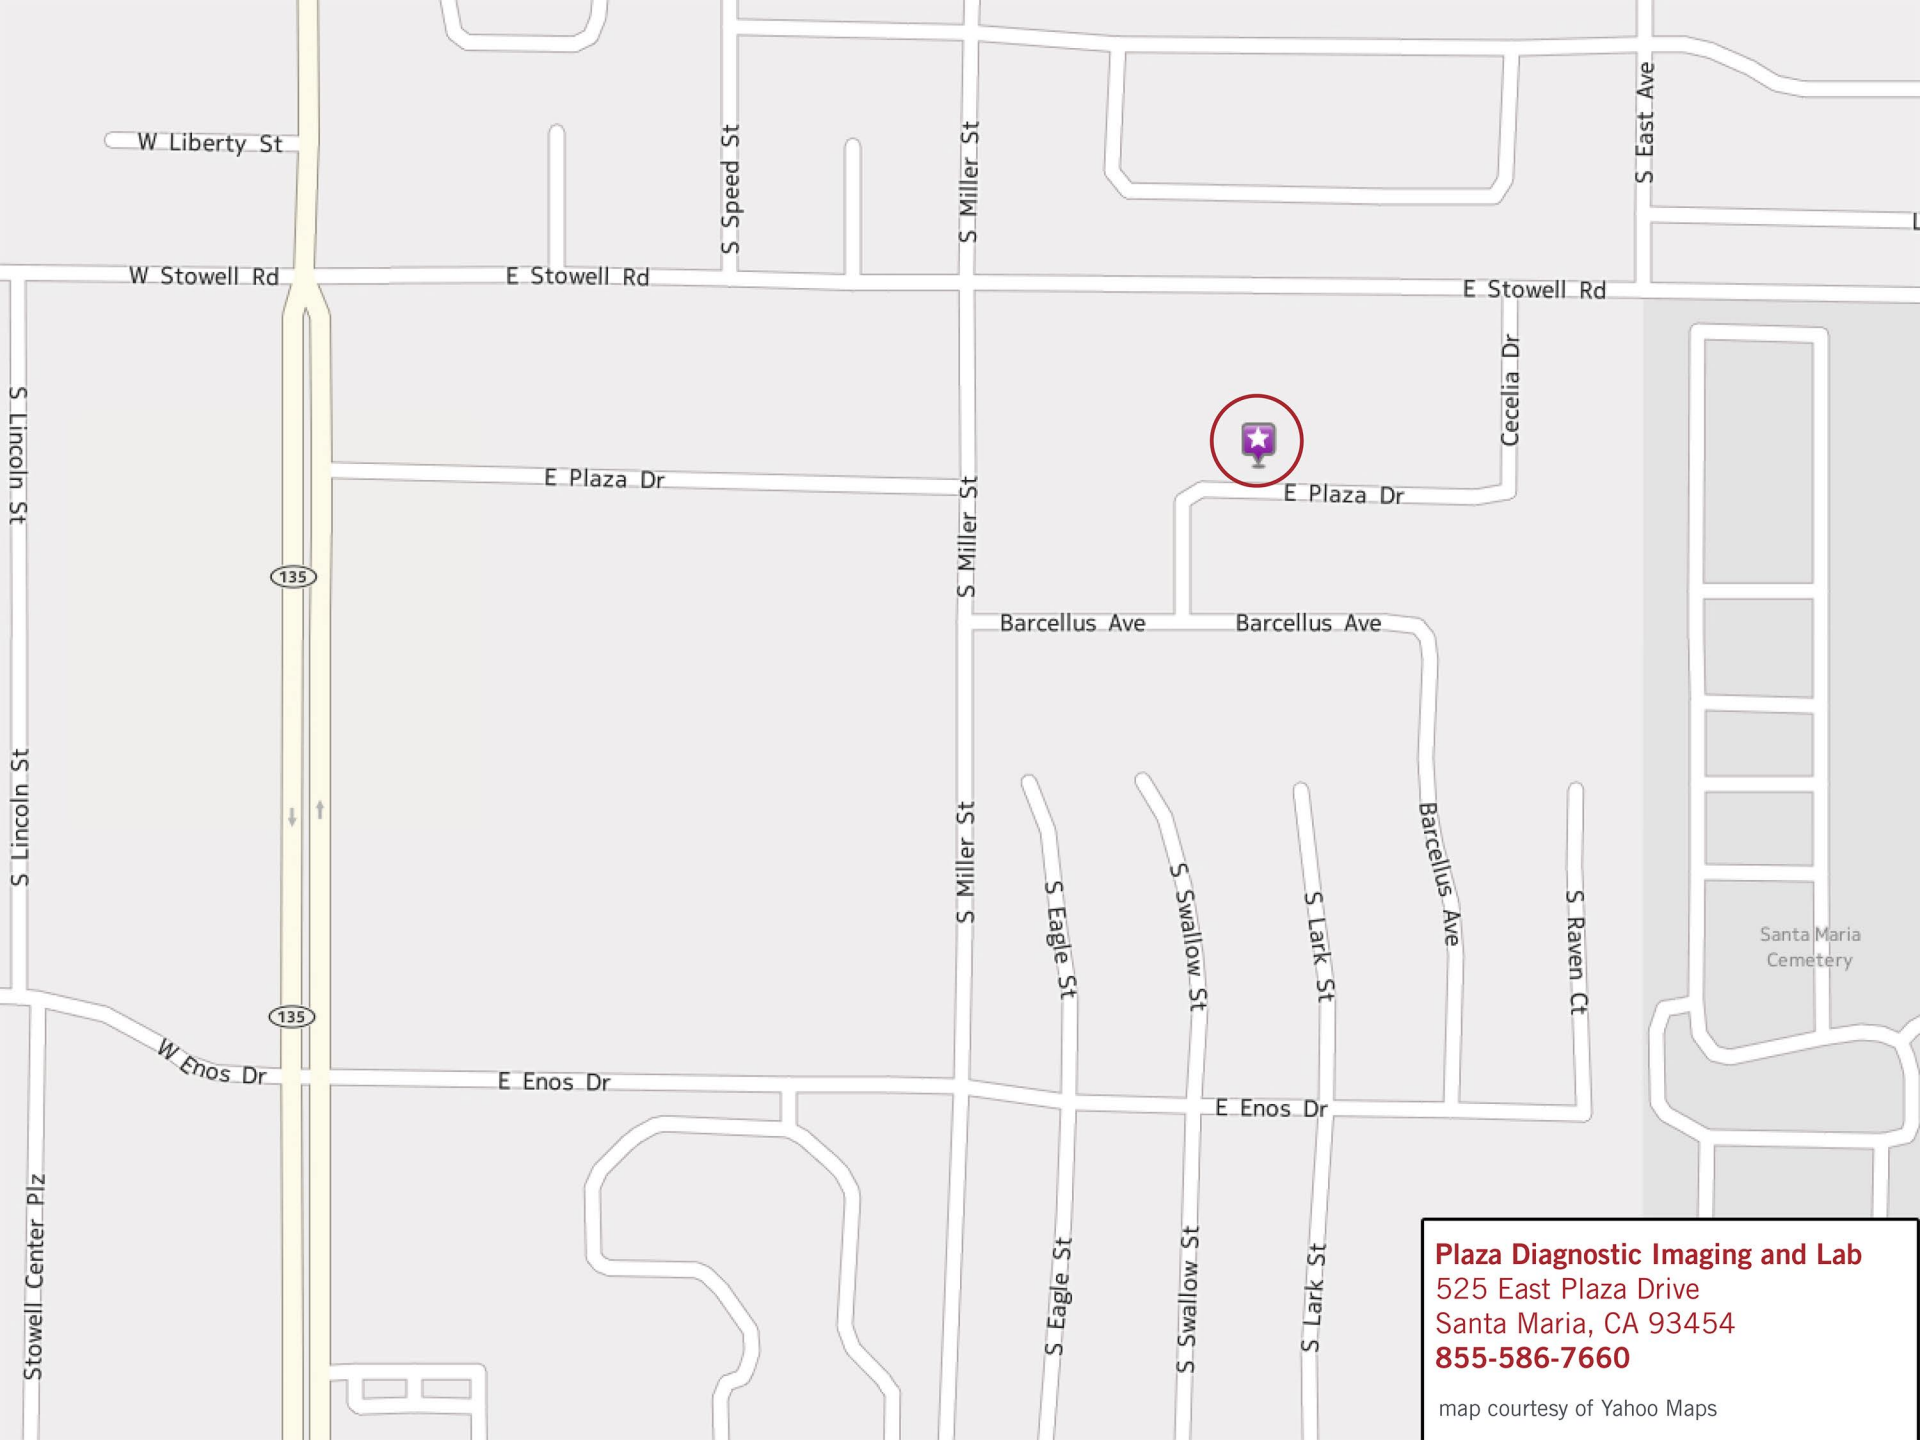 W Liberty St
S Speed St
S Miller St
S East Ave
L
W Stowell Rd
E Stowell Rd
E Stowell Rd
S Lincoln St
Cecelia Dr
E Plaza Dr
E Plaza Dr
S Miller St
135
Barcellus Ave
Barcellus Ave
S Lincoln St
S Miller St
Barcellus Ave
S Eagle St
S Swallow St
S Lark St
S Raven Ct
Santa Maria
Cemetery
135
W Enos Dr
E Enos Dr
E Enos Dr
Stowell Center Plz
S Eagle St
S Swallow St
S Lark St
Plaza Diagnostic Imaging and Lab
525 East Plaza Drive
Santa Maria, CA 93454
855-586-7660
map courtesy of Yahoo Maps